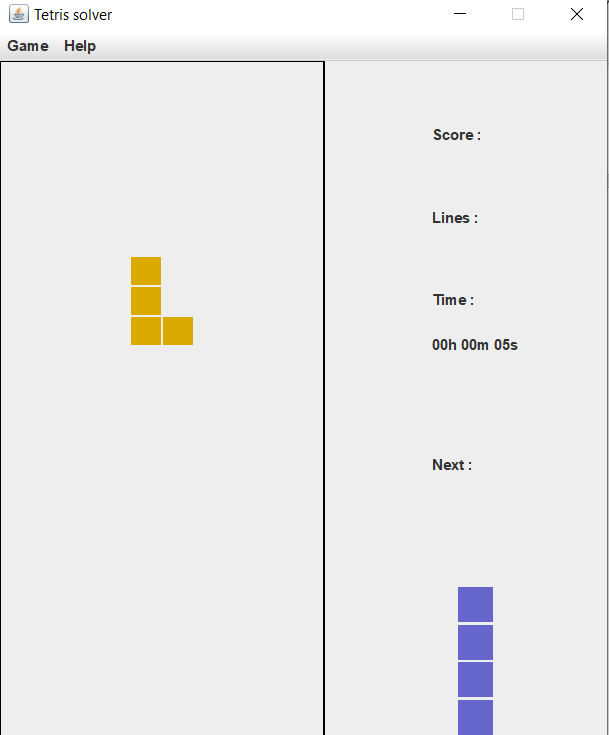 Tetris solver
Game Help
Score :
Lines :
Time :
00h 00m 05s
Next :